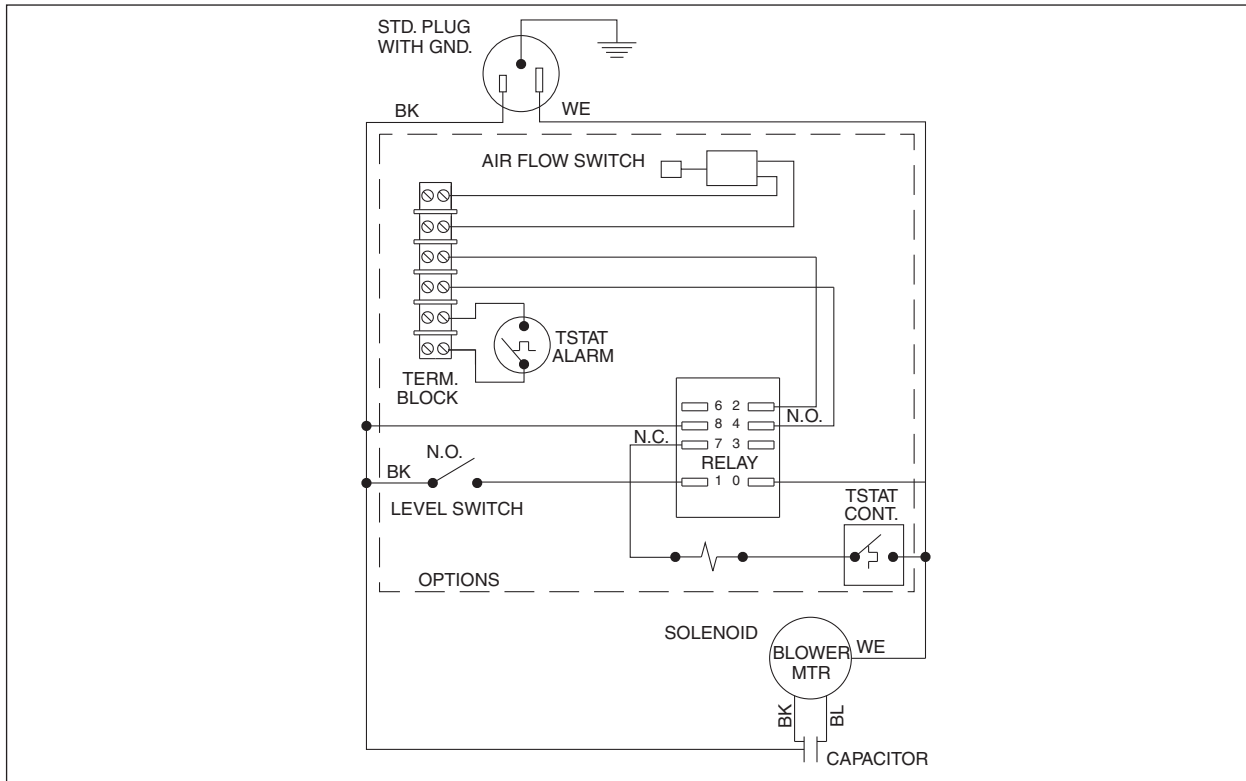 STD. PLUG
WITH GND.
BK
WE
AIR FLOW SWITCH
TSTAT
ALARM
TERM.
BLOCK
6 2
N.O.
8 4
N.C.
7 3
RELAY
1 0
N.O.
BK
LEVEL SWITCH
TSTAT
CONT.
OPTIONS
SOLENOID
BLOWER
MTR
WE
BK
BL
CAPACITOR